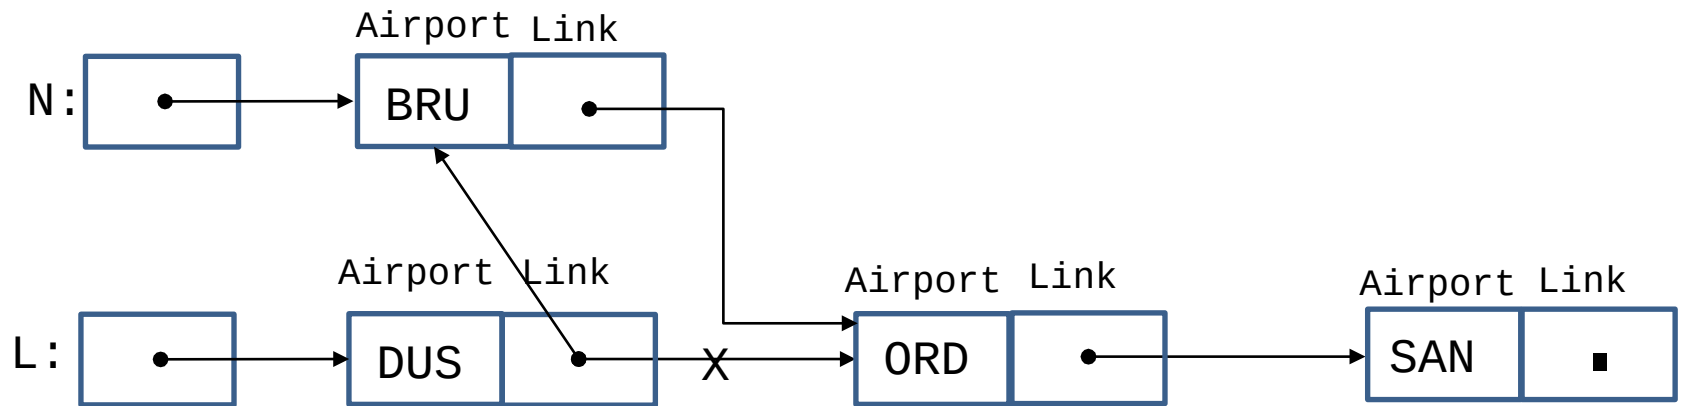 Airport Link
N: BRU
Airport Link Airport Link Airport Link
L: DUS X ORD SAN